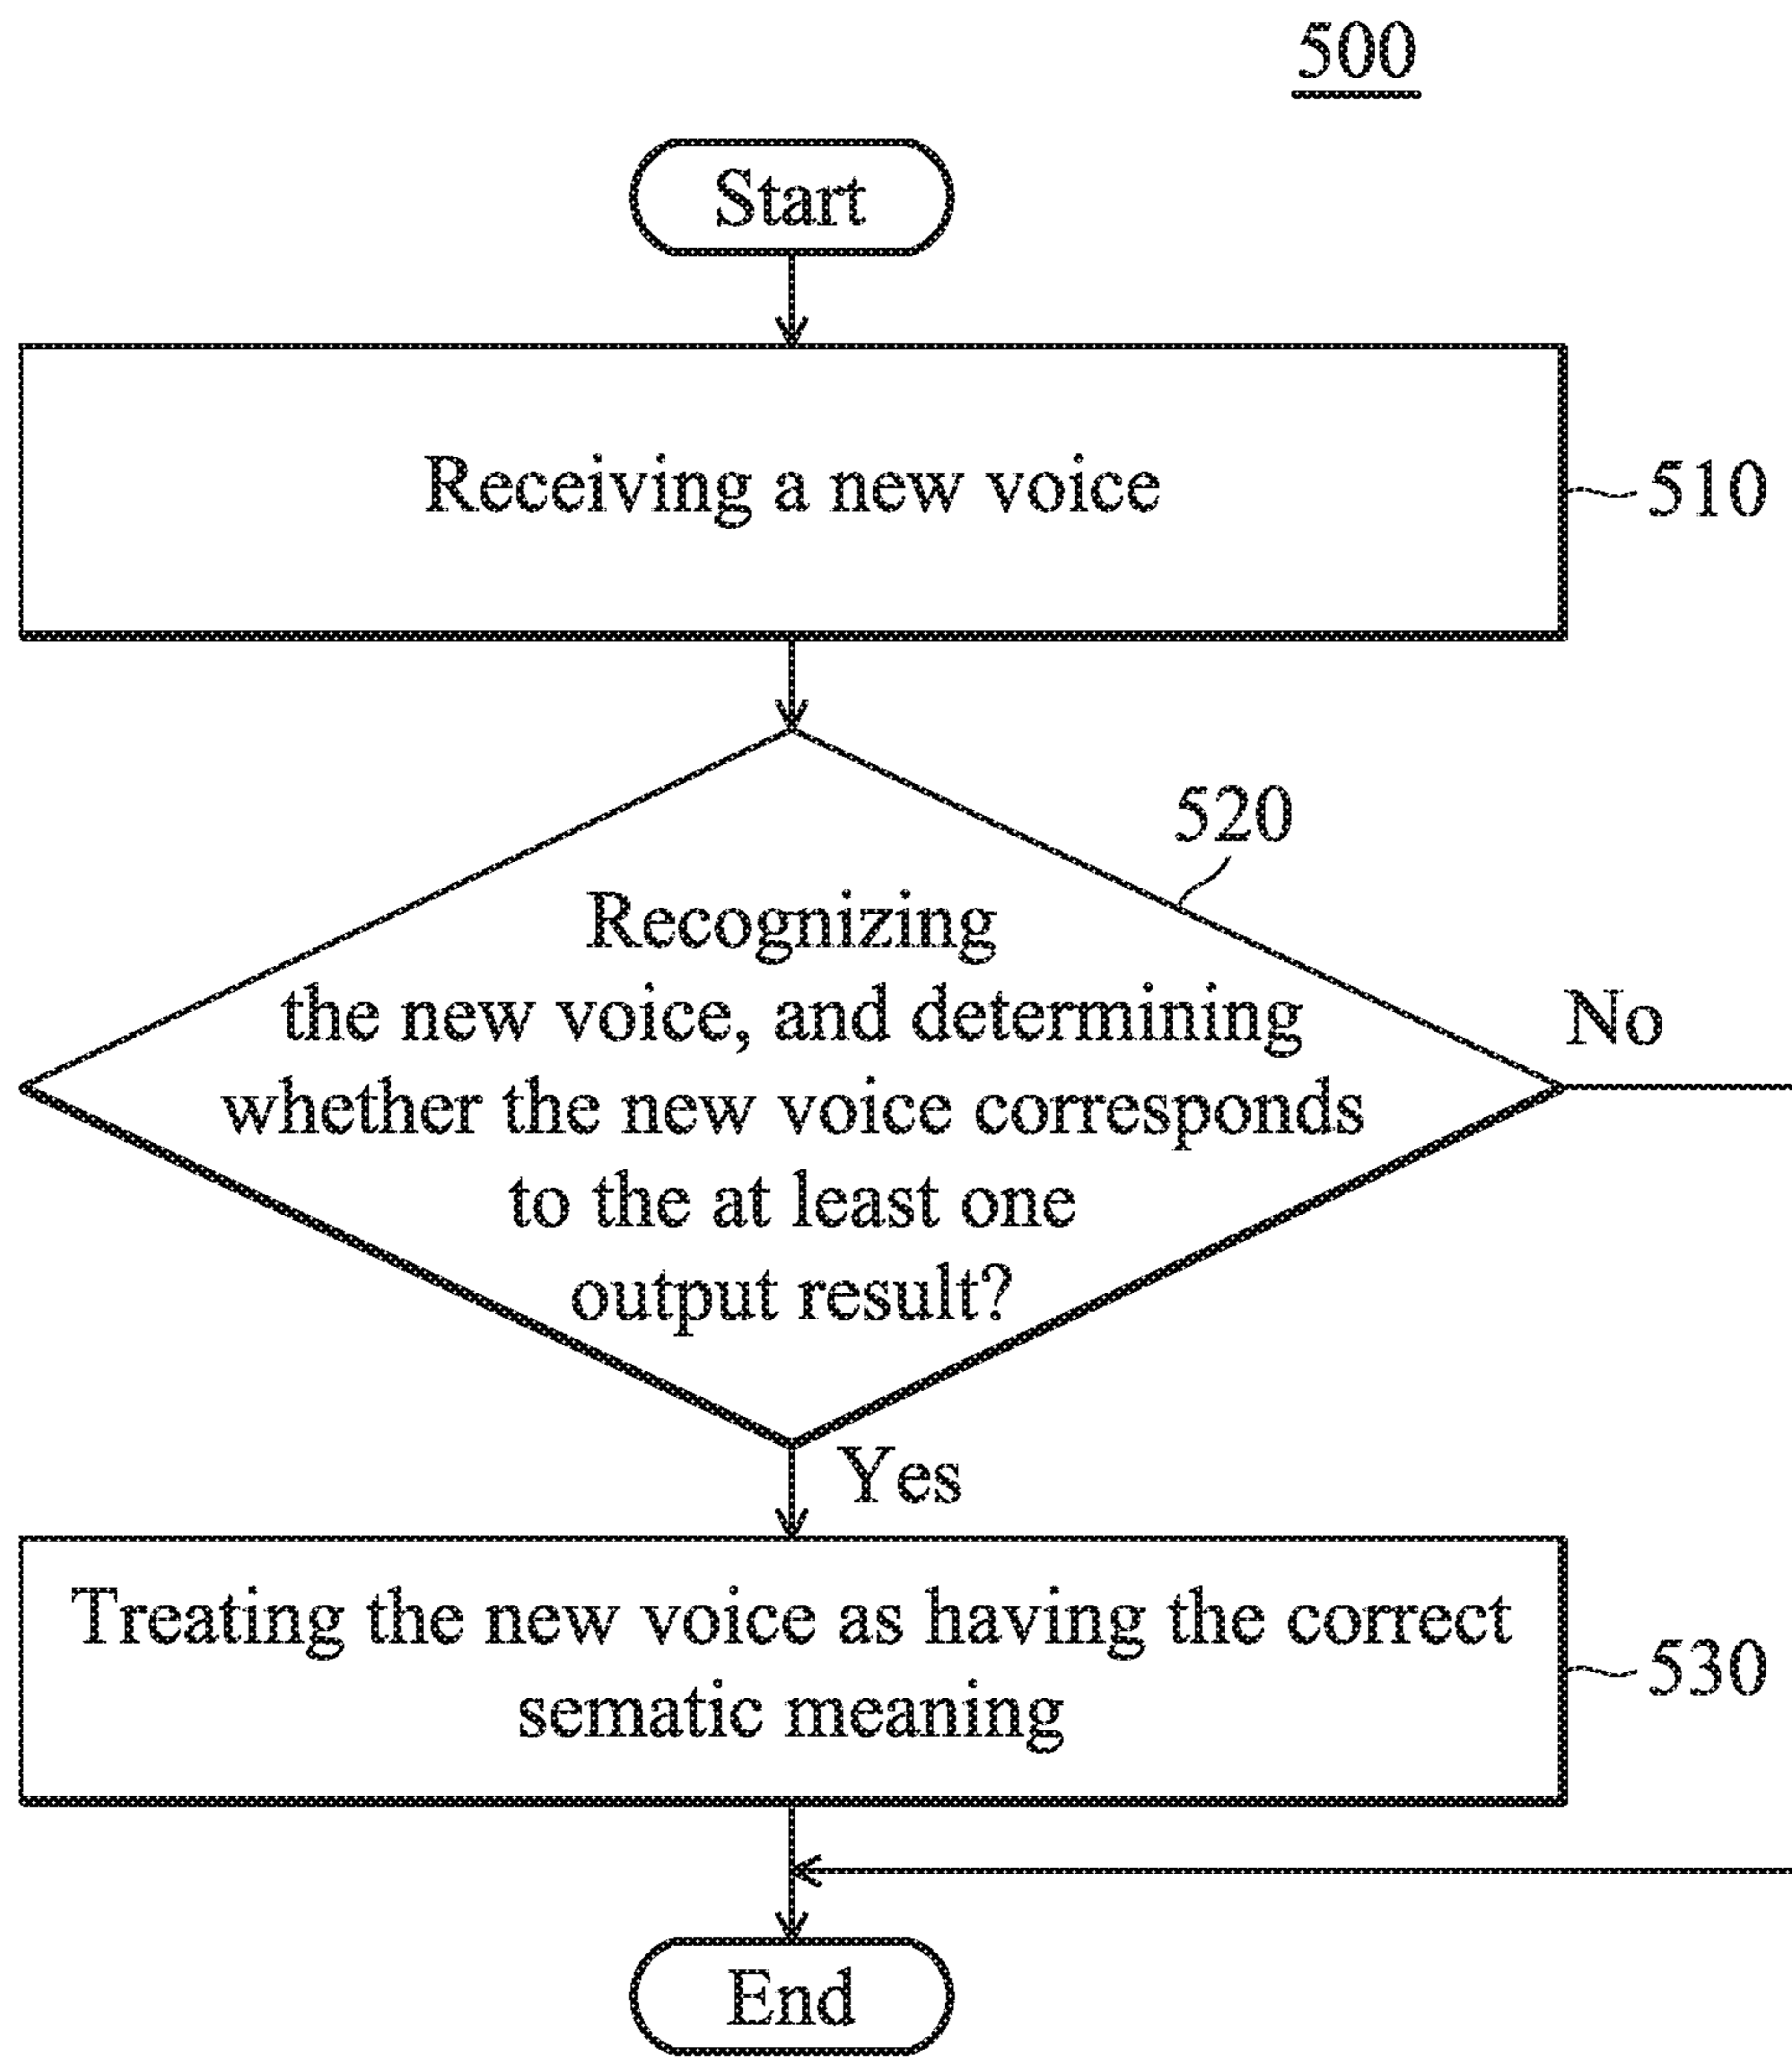 500
Start
Receiving a new voice
510
520
Recognizing
the new voice, and determining
whether the new voice corresponds
to the at least one
output result?
No
Yes
Treating the new voice as having the correct
sematic meaning
530
End